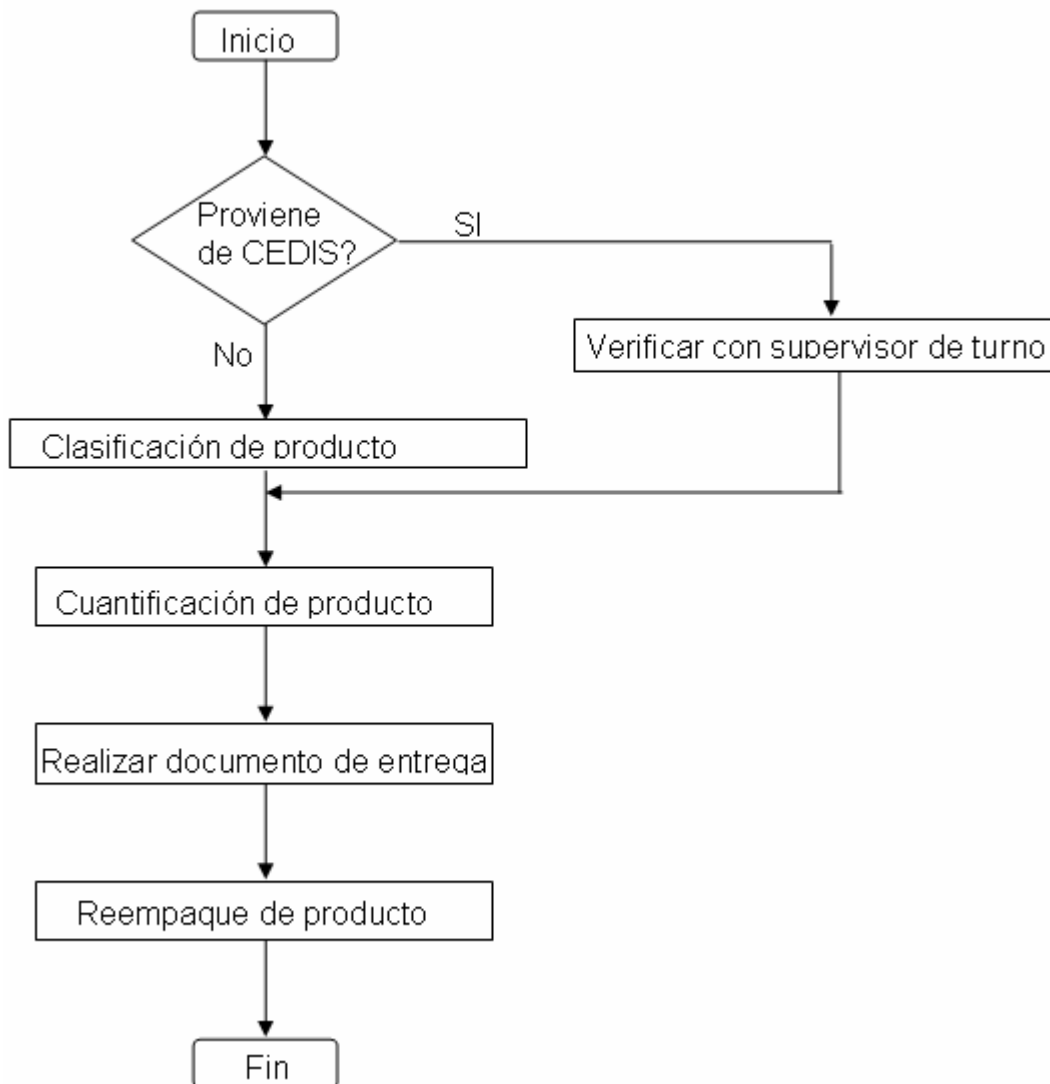 Inicio
Proviene
de CEDIS?
SI
No
Verificar con supervisor de turno
Clasificación de producto
Cuantificación de producto
Realizar documento de entrega
Reempaque de producto
Fin